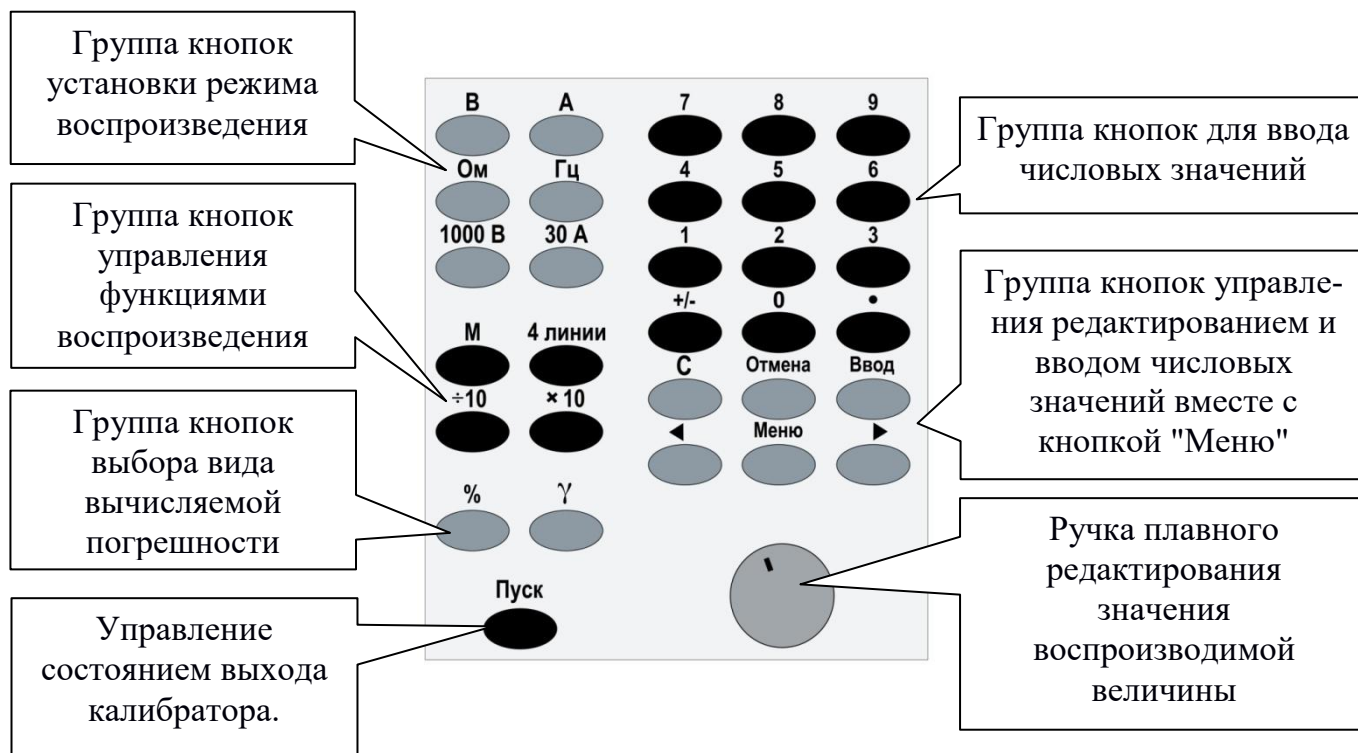 Группа кнопок
установки режима
воспроизведения
Группа кнопок
управления
функциями
воспроизведения
Группа кнопок
выбора вида
вычисляемой
погрешности
Управление
состоянием выхода
калибратора.
В А
Ом Гц
1000 В 30 А
М 4 линии
÷10 × 10
% γ
Пуск
7 8 9
4 5 6
1 2 3
+/- 0 •
С Отмена Ввод
◄ Меню ►
Группа кнопок для ввода
числовых значений
Группа кнопок управле-
ния редактированием и
вводом числовых
значений вместе с
кнопкой "Меню"
Ручка плавного
редактирования
значения
воспроизводимой
величины